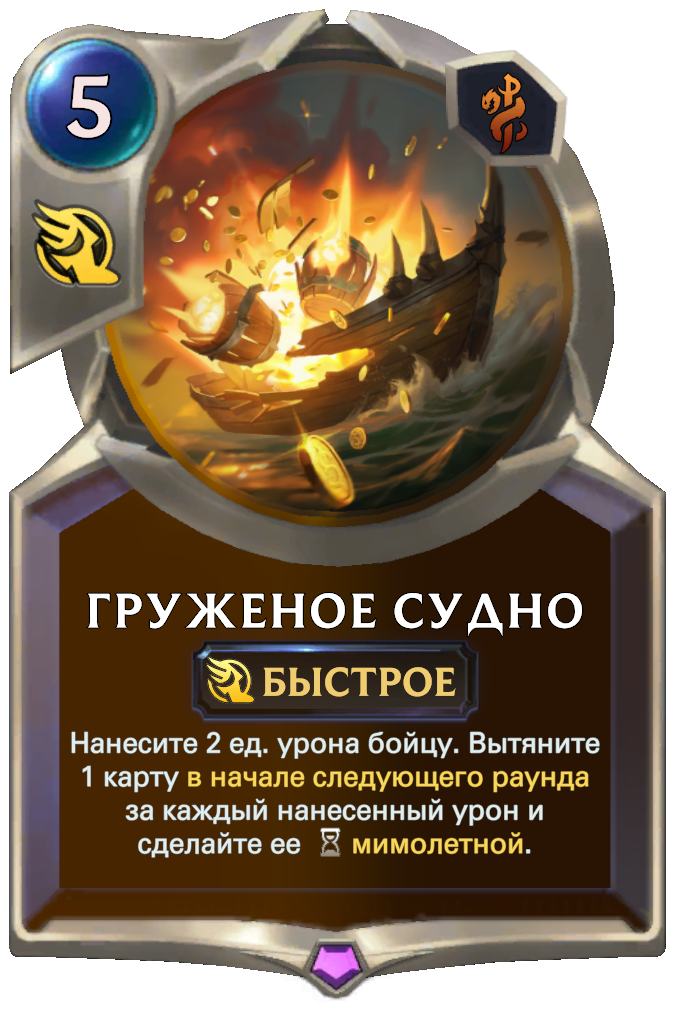 5
ГРУЖЕНОЕ СУДНО
БЫСТРОЕ
Нанесите 2 ед. урона бойцу. Вытяните
1 карту в начале следующего раунда
за каждый нанесенный урон и
сделайте ее мимолетной.